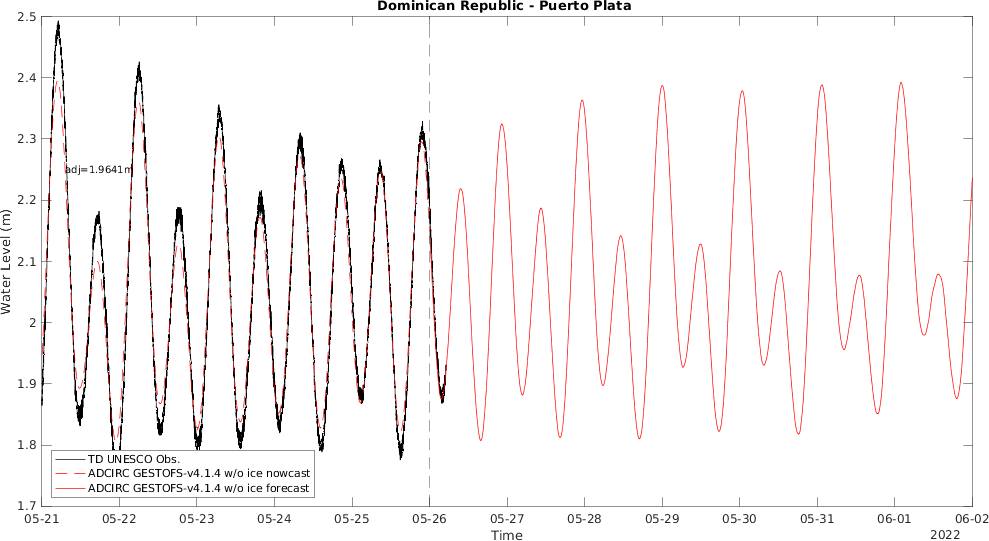 Dominican Republic - Puerto Plata
Water Level (m)
2.5
2.4
2.3
2.2
2.1
2
1.9
1.8
1.7
adj=1.9641m
TD UNESCO Obs.
ADCIRC GESTOFS-v4.1.4 w/o ice nowcast
ADCIRC GESTOFS-v4.1.4 w/o ice forecast
05-21 05-22 05-23 05-24 05-25 05-26 05-27 05-28 05-29 05-30 05-31 06-01 06-02
Time
2022